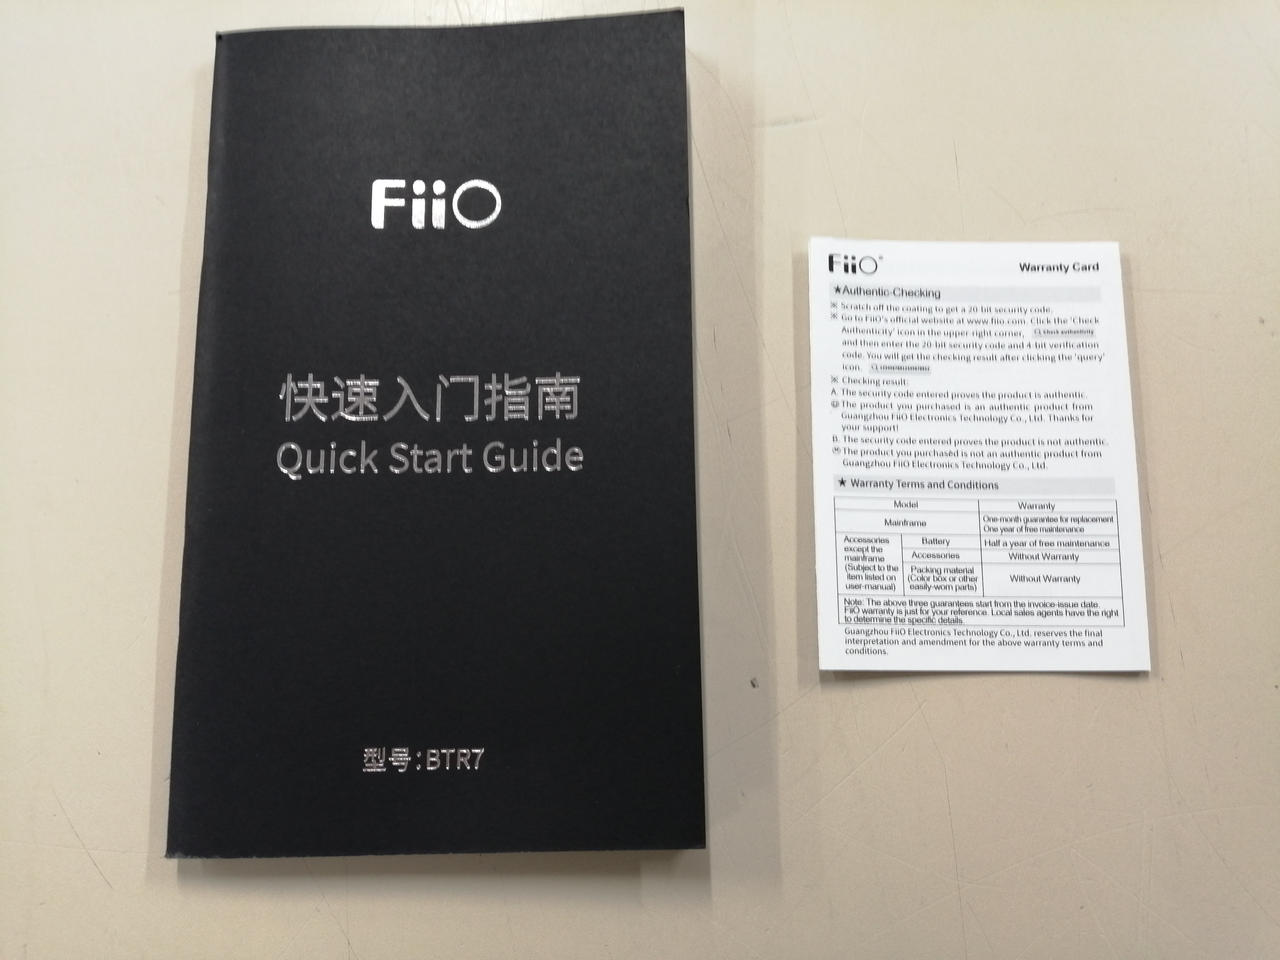 FiiO
快速入门指南
Quick Start Guide
型号:BTR7
FiiO®
Warranty Card
★Authentic-Checking
※ Scratch off the coating to get a 20-bit security code.
※ Go to FiiO's official website at www.fiio.com. Click the 'Check
Authenticity' icon in the upper right corner, Check authenticity
and then enter the 20-bit security code and 4-bit verification
code. You will get the checking result after clicking the 'query'
icon.
※ Checking result:
A. The security code entered proves the product is authentic.
The product you purchased is an authentic product from
Guangzhou FiiO Electronics Technology Co., Ltd. Thanks for
your support!
B. The security code entered proves the product is not authentic.
The product you purchased is not an authentic product from
Guangzhou FiiO Electronics Technology Co., Ltd.
★ Warranty Terms and Conditions
Model
Warranty
Mainframe
One-month guarantee for replacement
One year of free maintenance
Accessories
except the
mainframe
(Subject to the
item listed on
user-manual)
Battery
Half a year of free maintenance
Accessories
Without Warranty
Packing material
(Color box or other
easily-worn parts)
Without Warranty
Note: The above three guarantees start from the invoice-issue date.
FiiO warranty is just for your reference. Local sales agents have the right
to determine the specific details.
Guangzhou FiiO Electronics Technology Co., Ltd. reserves the final
interpretation and amendment for the above warranty terms and
conditions.